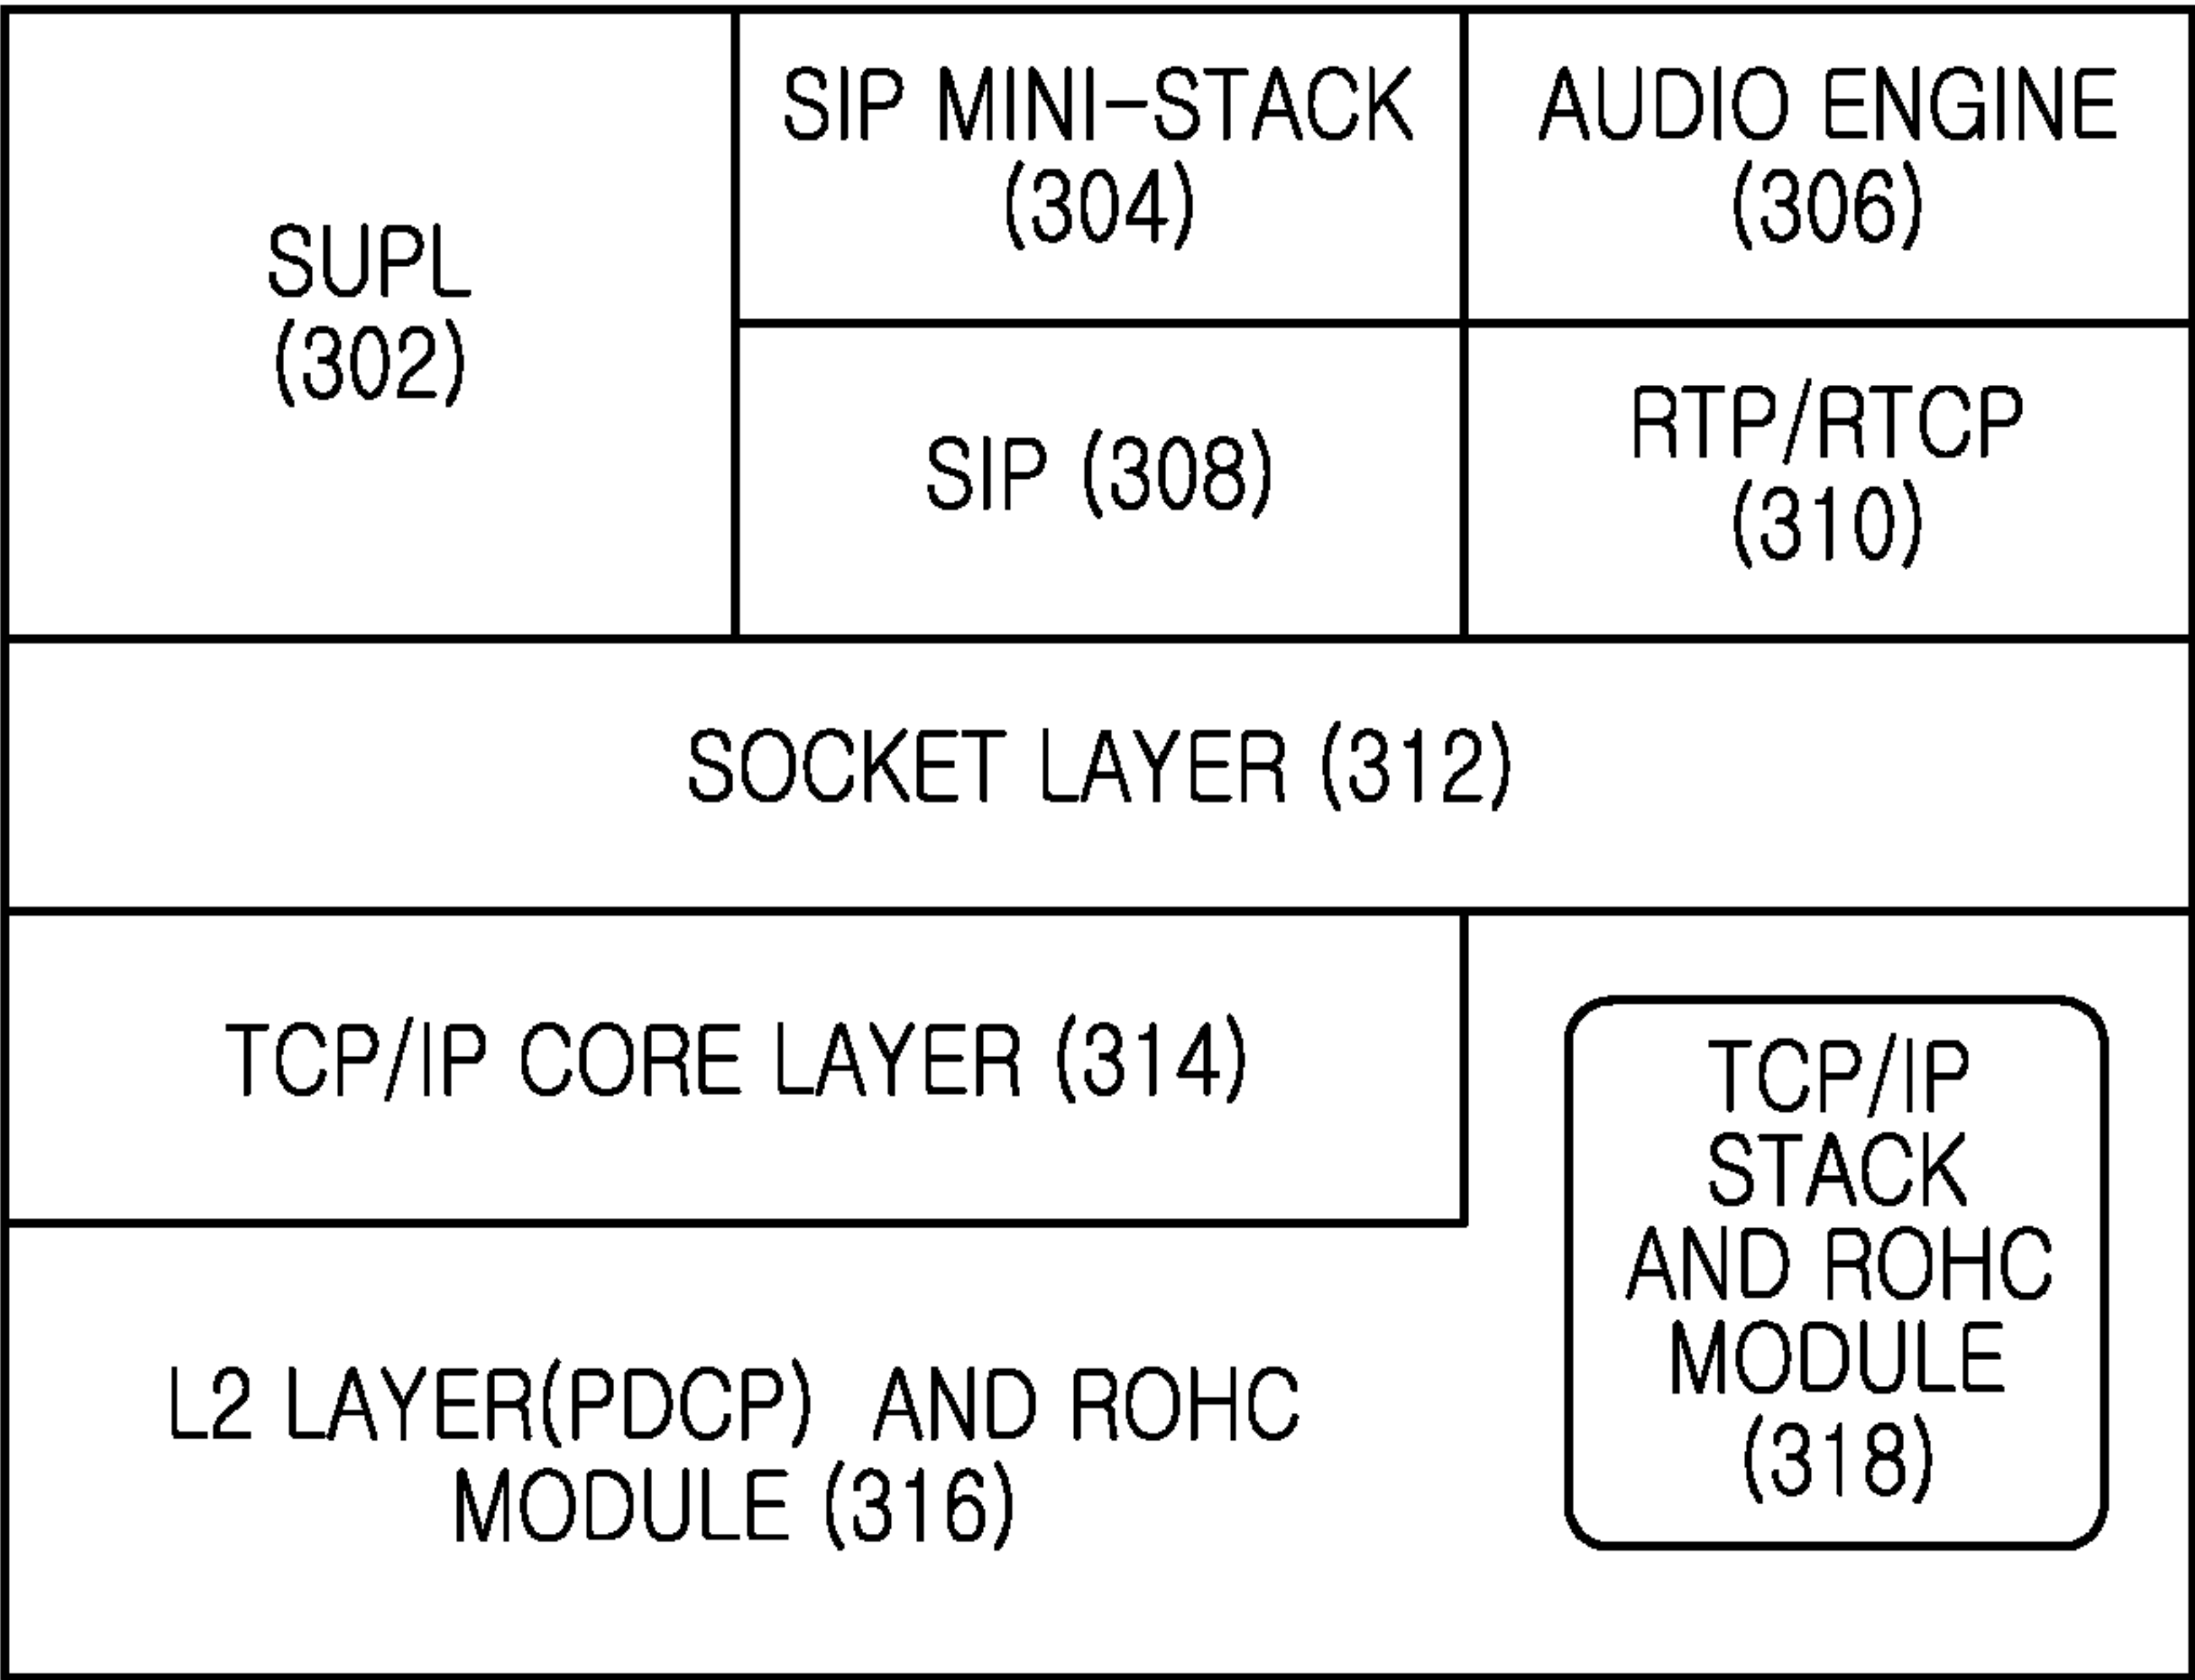 SUPL
(302)
SIP MINI-STACK
(304)
AUDIO ENGINE
(306)
SIP (308)
RTP/RTCP
(310)
SOCKET LAYER (312)
TCP/IP CORE LAYER (314)
L2 LAYER(PDCP) AND ROHC
MODULE (316)
TCP/IP
STACK
AND ROHC
MODULE
(318)